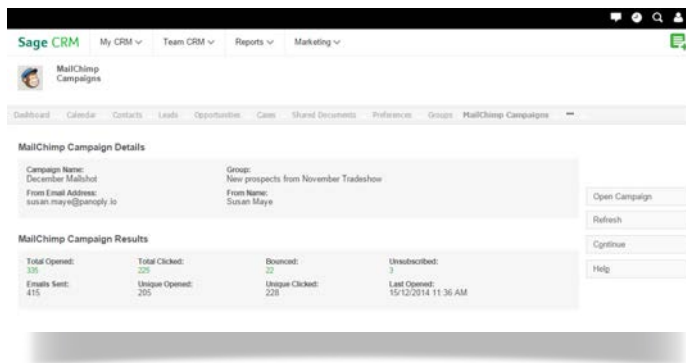 Sage CRM My CRM Team CRM Reports Marketing
MailChimp
Campaigns
Dashboard Calendar Contacts Leads Opportunities Cases Shared Documents Preferences Groups MailChimp Campaigns
MailChimp Campaign Details
Campaign Name: Group:
December Mailshot New prospects from November Tradeshow
From Email Address: From Name:
susan.maye@panoply.io Susan Maye
Open Campaign
Refresh
Continue
Help
MailChimp Campaign Results
Total Opened: Total Clicked: Bounced: Unsubscribed:
335 225 22 3
Emails Sent: Unique Opened: Unique Clicked: Last Opened:
415 205 228 15/12/2014 11:36 AM